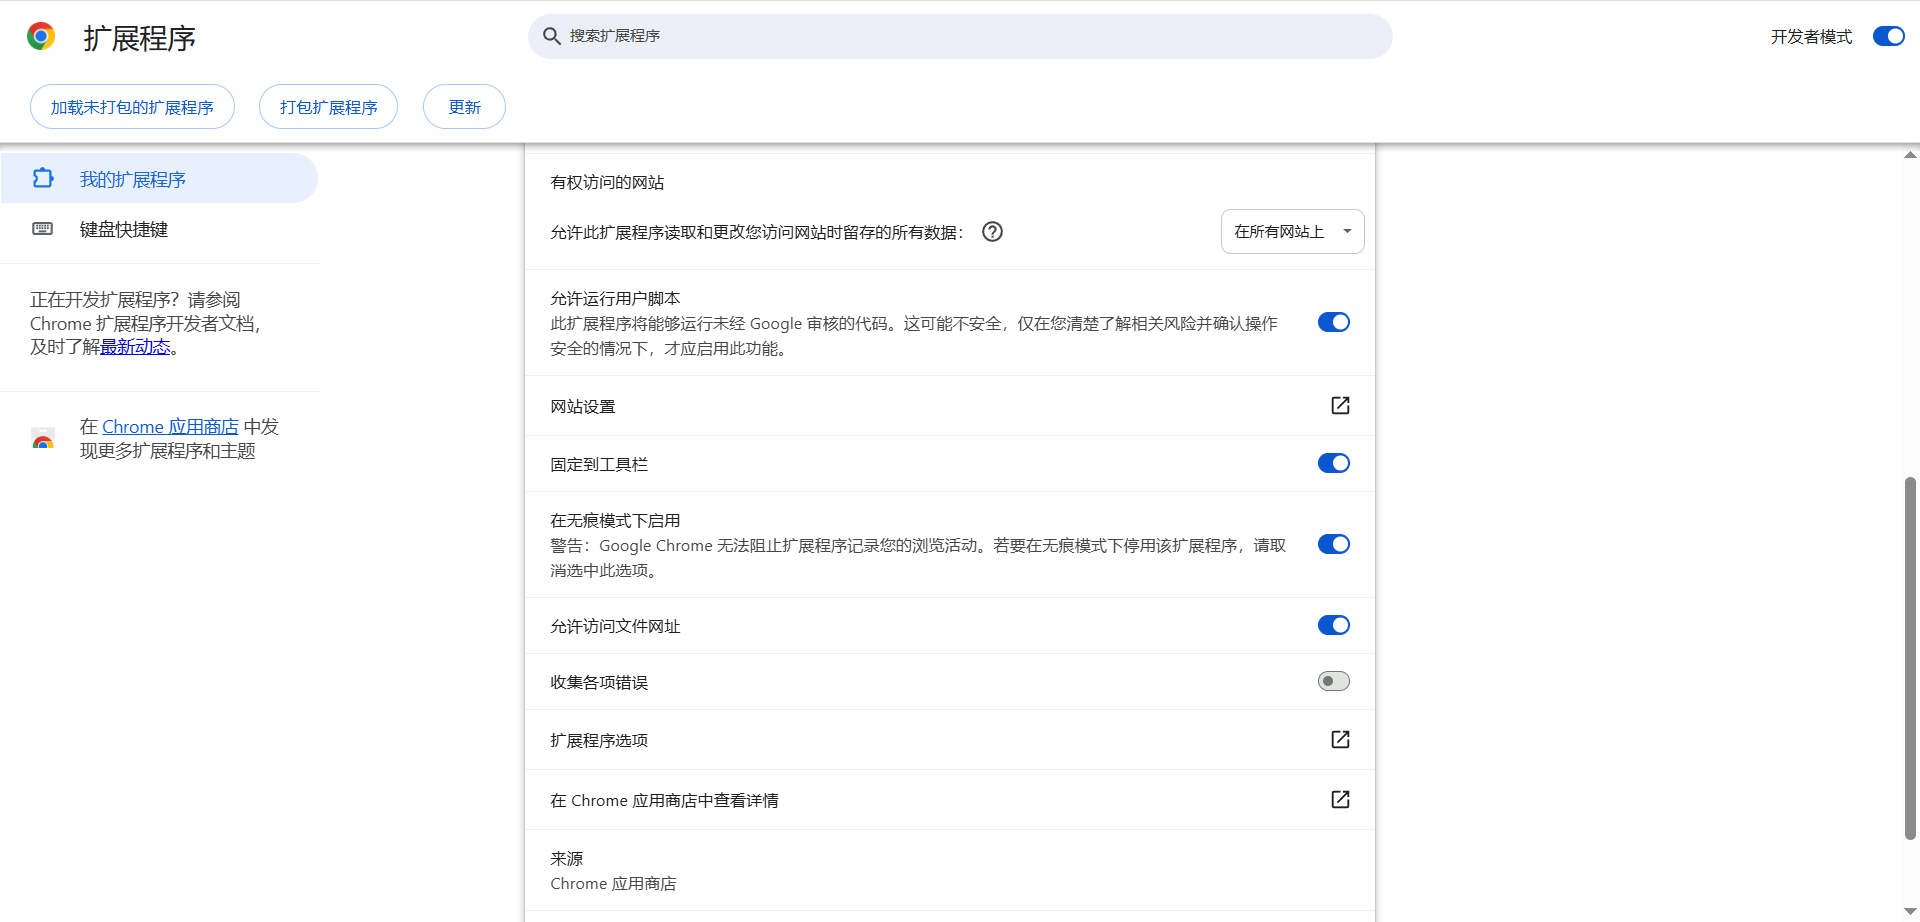 扩展程序
搜索扩展程序
开发者模式
加载未打包的扩展程序
打包扩展程序
更新
我的扩展程序
键盘快捷键
正在开发扩展程序？请参阅
Chrome 扩展程序开发者文档，
及时了解最新动态。
在 Chrome 应用商店 中发
现更多扩展程序和主题
有权访问的网站
允许此扩展程序读取和更改您访问网站时留存的所有数据：
在所有网站上
允许运行用户脚本
此扩展程序将能够运行未经 Google 审核的代码。这可能不安全，仅在您清楚了解相关风险并确认操作
安全的情况下，才应启用此功能。
网站设置
固定到工具栏
在无痕模式下启用
警告：Google Chrome 无法阻止扩展程序记录您的浏览活动。若要在无痕模式下停用该扩展程序，请取
消选中此选项。
允许访问文件网址
收集各项错误
扩展程序选项
在 Chrome 应用商店中查看详情
来源
Chrome 应用商店